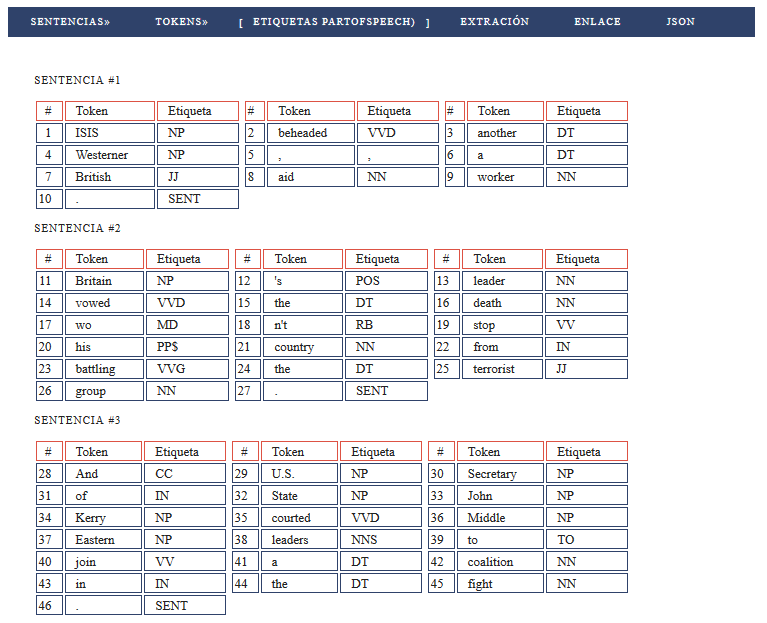 SENTENCIAS» TOKENS» [ ETIQUETAS PARTOFSPEECH) ] EXTRACIÓN ENLACE JSON
SENTENCIA #1
# Token Etiqueta # Token Etiqueta # Token Etiqueta
1 ISIS NP 2 beheaded VVD 3 another DT
4 Westerner NP 5 , , 6 a DT
7 British JJ 8 aid NN 9 worker NN
10 . SENT
SENTENCIA #2
# Token Etiqueta # Token Etiqueta # Token Etiqueta
11 Britain NP 12 's POS 13 leader NN
14 vowed VVD 15 the DT 16 death NN
17 wo MD 18 n't RB 19 stop VV
20 his PP$ 21 country NN 22 from IN
23 battling VVG 24 the DT 25 terrorist JJ
26 group NN 27 . SENT
SENTENCIA #3
# Token Etiqueta # Token Etiqueta # Token Etiqueta
28 And CC 29 U.S. NP 30 Secretary NP
31 of IN 32 State NP 33 John NP
34 Kerry NP 35 courted VVD 36 Middle NP
37 Eastern NP 38 leaders NNS 39 to TO
40 join VV 41 a DT 42 coalition NN
43 in IN 44 the DT 45 fight NN
46 . SENT